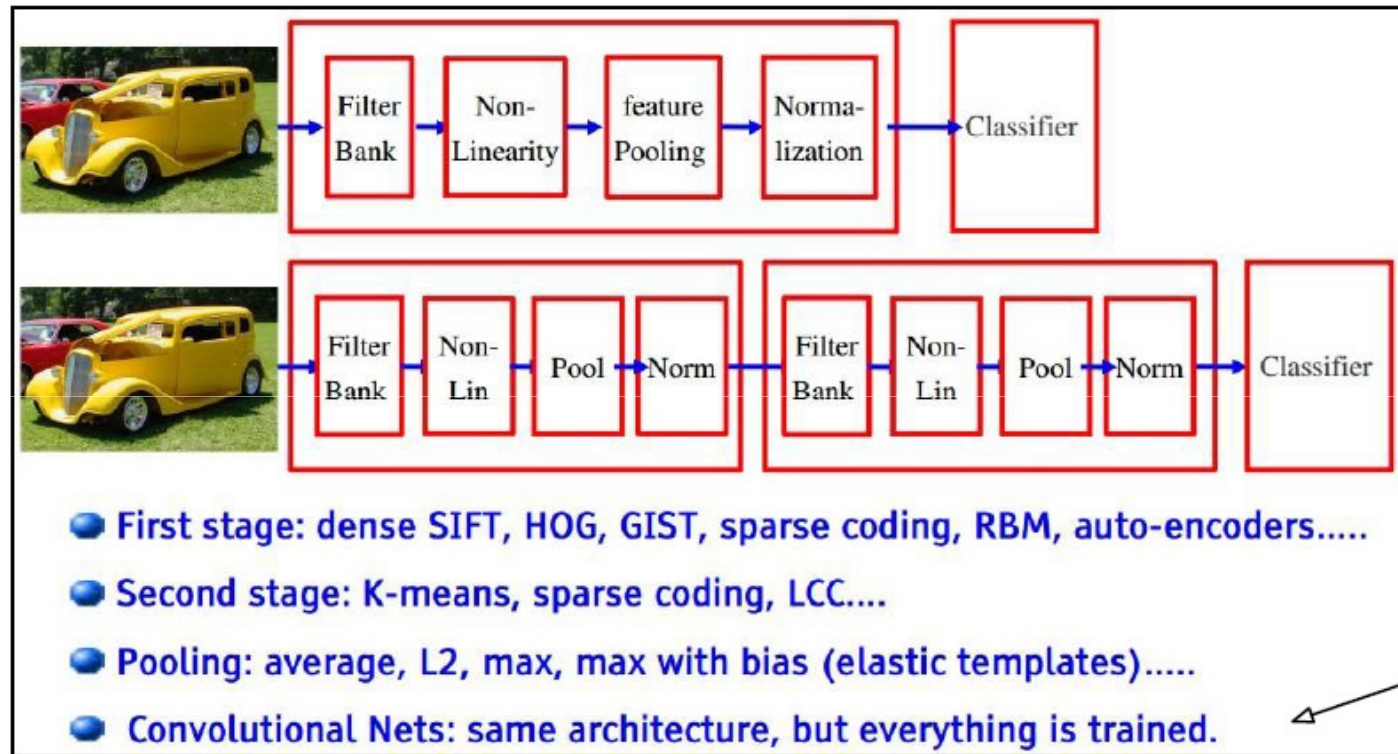 Filter
Bank
Non-
Linearity
feature
Pooling
Norma-
lization
Classifier
Filter
Bank
Non-
Lin
Pool
Norm
Filter
Bank
Non-
Lin
Pool
Norm
Classifier
First stage: dense SIFT, HOG, GIST, sparse coding, RBM, auto-encoders.....
Second stage: K-means, sparse coding, LCC....
Pooling: average, L2, max, max with bias (elastic templates).....
Convolutional Nets: same architecture, but everything is trained.